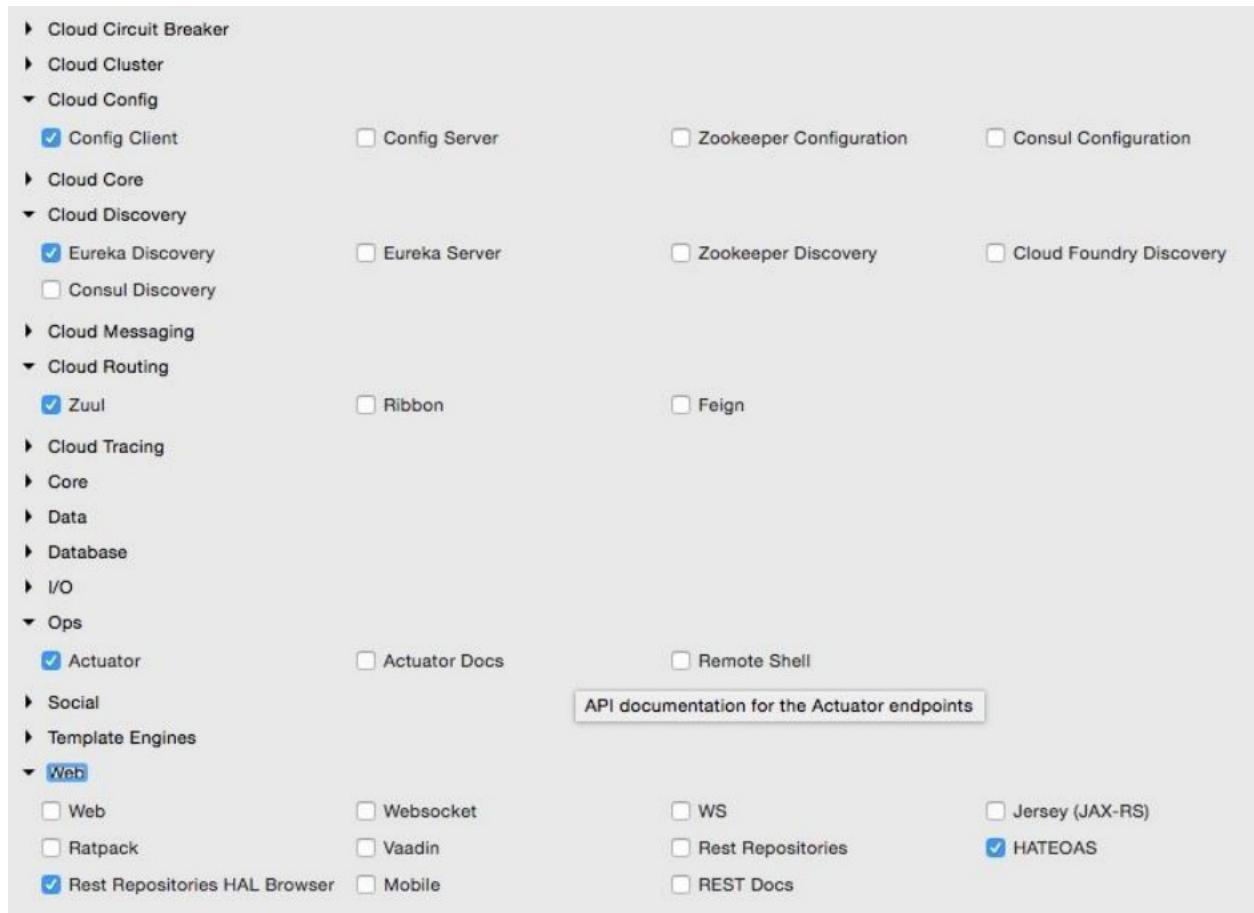 Cloud Circuit Breaker
Cloud Cluster
Cloud Config
Config Client Config Server Zookeeper Configuration Consul Configuration
Cloud Core
Cloud Discovery
Eureka Discovery Eureka Server Zookeeper Discovery Cloud Foundry Discovery
Consul Discovery
Cloud Messaging
Cloud Routing
Zuul Ribbon Feign
Cloud Tracing
Core
Data
Database
I/O
Ops
Actuator Actuator Docs Remote Shell
Social
API documentation for the Actuator endpoints
Template Engines
Web
Web Websocket WS Jersey (JAX-RS)
Ratpack Vaadin Rest Repositories HATEOAS
Rest Repositories HAL Browser Mobile REST Docs